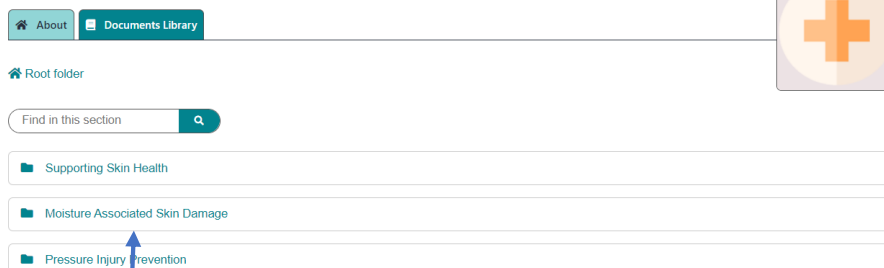 About Documents Library
Root folder
Find in this section
Supporting Skin Health
Moisture Associated Skin Damage
Pressure Injury Prevention